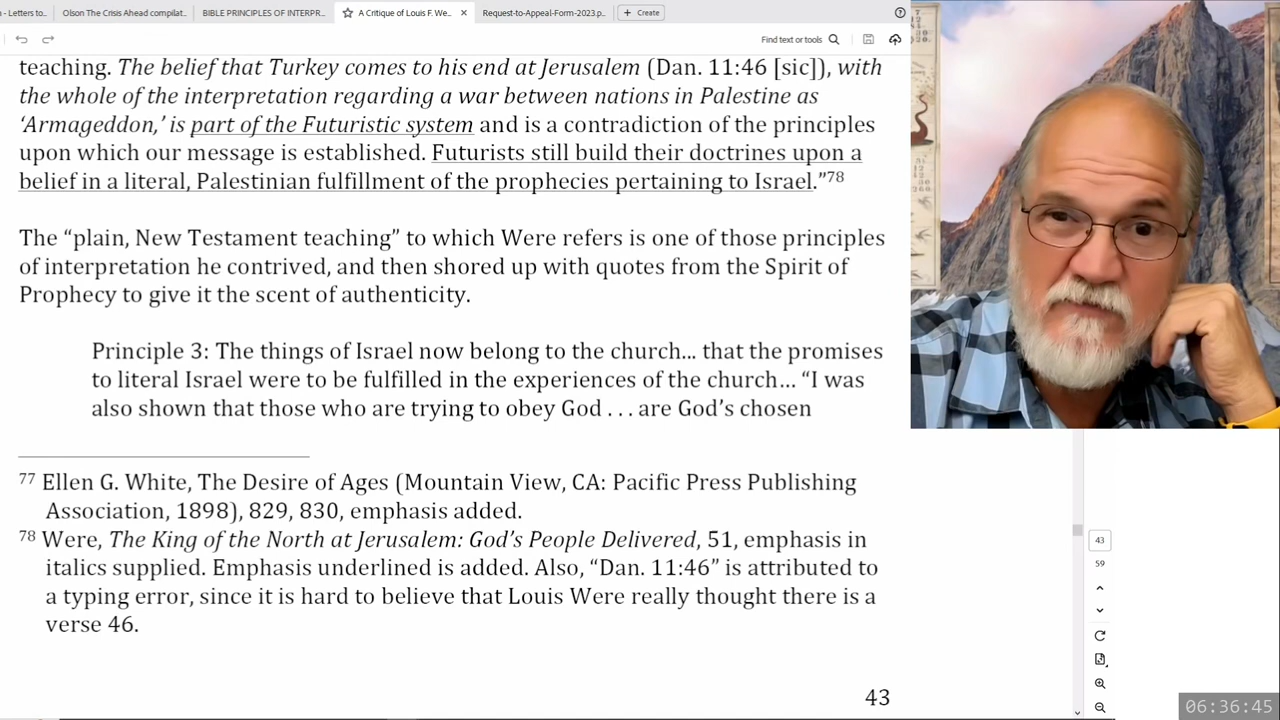 - Letters to...
Olson The Crisis Ahead compilat...
BIBLE PRINCIPLES OF INTERPR...
A Critique of Louis F. We...
Request-to-Appeal-Form-2023.p...
+ Create
Find text or tools
teaching. The belief that Turkey comes to his end at Jerusalem (Dan. 11:46 [sic]), with
the whole of the interpretation regarding a war between nations in Palestine as
‘Armageddon,’ is part of the Futuristic system and is a contradiction of the principles
upon which our message is established. Futurists still build their doctrines upon a
belief in a literal, Palestinian fulfillment of the prophecies pertaining to Israel.”78
The “plain, New Testament teaching” to which Were refers is one of those principles
of interpretation he contrived, and then shored up with quotes from the Spirit of
Prophecy to give it the scent of authenticity.
Principle 3: The things of Israel now belong to the church... that the promises
to literal Israel were to be fulfilled in the experiences of the church... “I was
also shown that those who are trying to obey God . . . are God’s chosen
77 Ellen G. White, The Desire of Ages (Mountain View, CA: Pacific Press Publishing
Association, 1898), 829, 830, emphasis added.
78 Were, The King of the North at Jerusalem: God’s People Delivered, 51, emphasis in
italics supplied. Emphasis underlined is added. Also, “Dan. 11:46” is attributed to
a typing error, since it is hard to believe that Louis Were really thought there is a
verse 46.
43
43
59
06:36:45